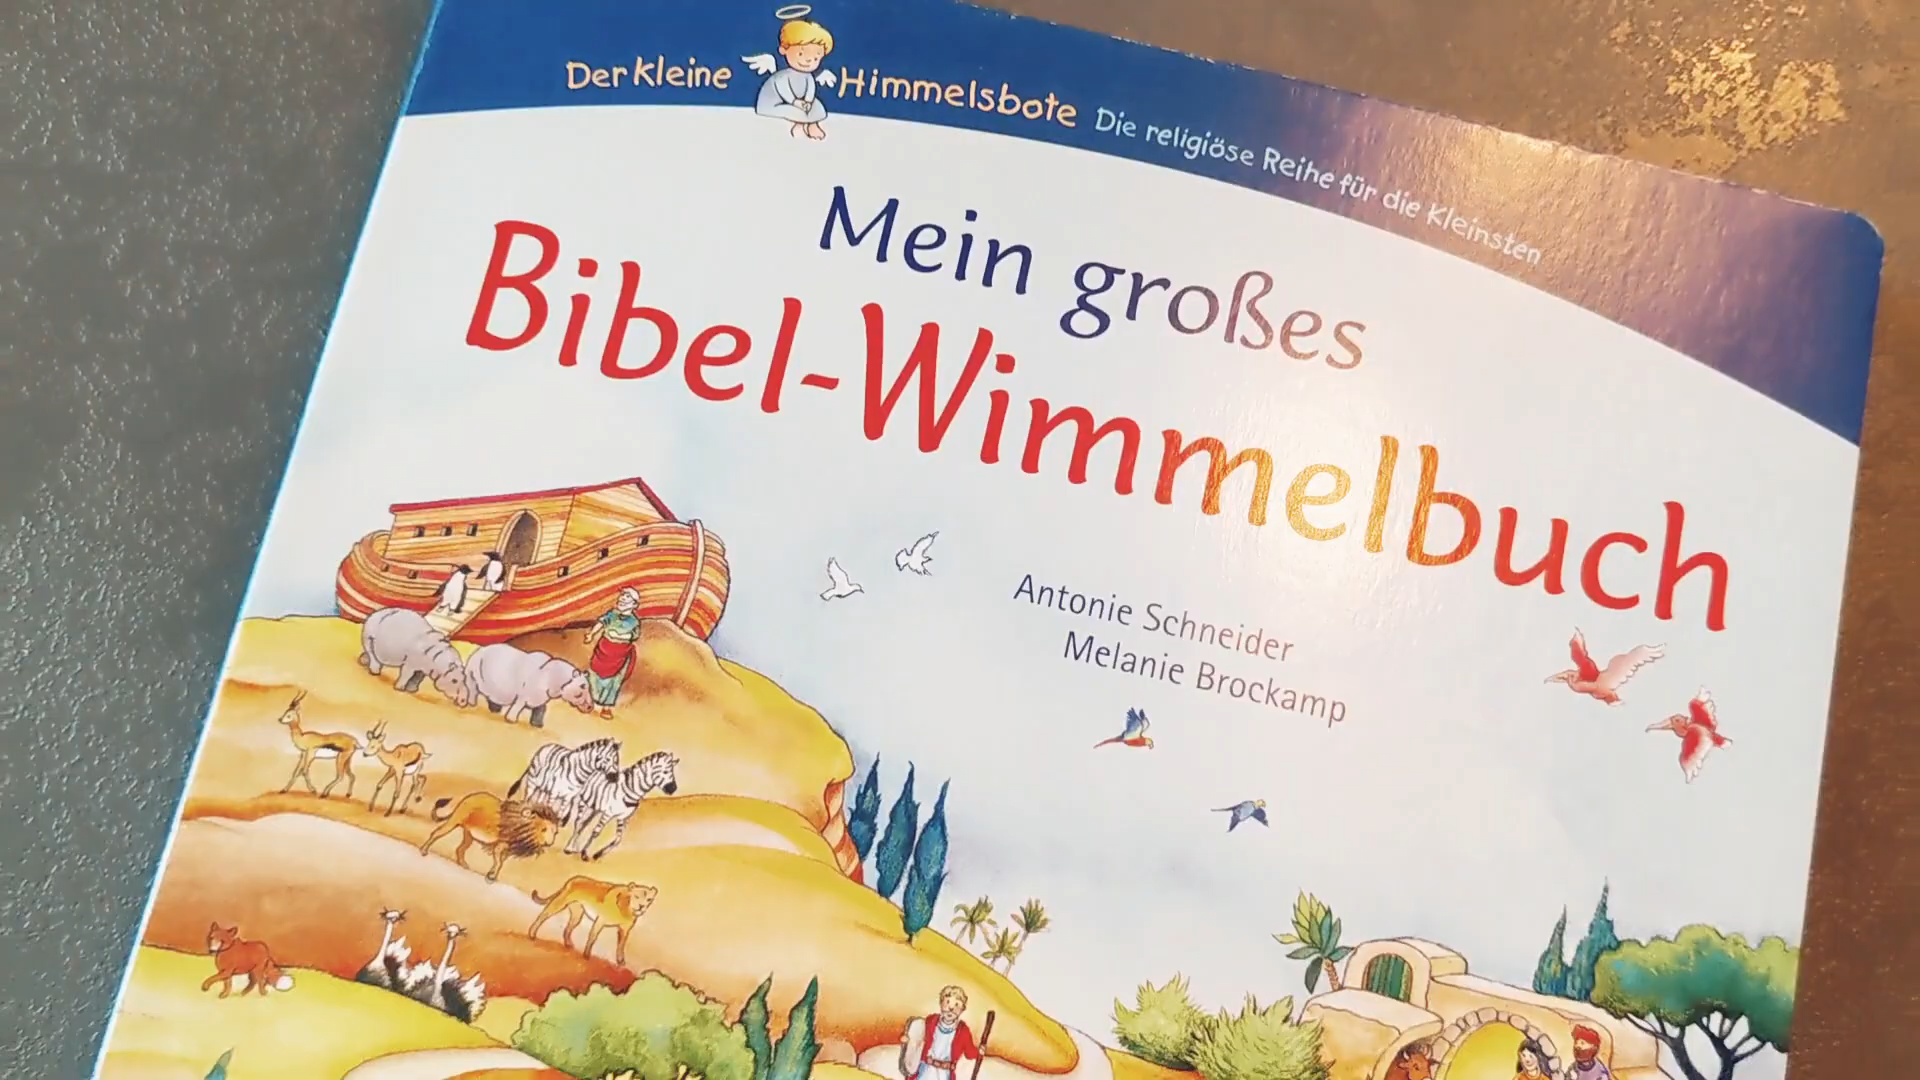 Der Kleine Himmelsbote Die religiöse Reihe für die Kleinsten
Mein großes
Bibel-Wimmelbuch
Antonie Schneider
Melanie Brockamp